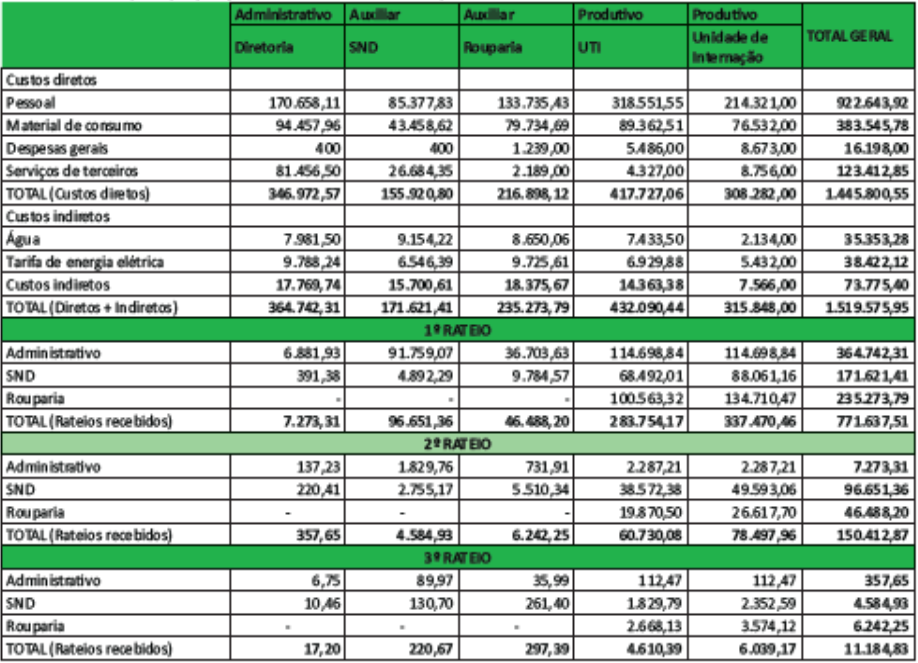 Administrativo Auxiliar Auxiliar Produtivo Produtivo TOTAL GERAL
Diretoria SND Rouparia UTI Unidade de Internação
Custos diretos
Pessoal 170.658,11 85.377,83 133.735,43 318.551,55 214.321,00 922.643,92
Material de consumo 94.457,96 43.458,62 79.734,69 89.362,51 76.532,00 383.545,78
Despesas gerais 400 400 1.239,00 5.486,00 8.673,00 16.198,00
Serviços de terceiros 81.456,50 26.684,35 2.189,00 4.327,00 8.756,00 123.412,85
TOTAL (Custos diretos) 346.972,57 155.920,80 216.898,12 417.727,06 308.282,00 1.445.800,55
Custos indiretos
Água 7.981,50 9.154,22 8.650,06 7.433,50 2.134,00 35.353,28
Tarifa de energia elétrica 9.788,24 6.546,39 9.725,61 6.929,88 5.432,00 38.422,12
Custos indiretos 17.769,74 15.700,61 18.375,67 14.363,38 7.566,00 73.775,40
TOTAL (Diretos + Indiretos) 364.742,31 171.621,41 235.273,79 432.090,44 315.848,00 1.519.575,95
1º RATEIO
Administrativo 6.881,93 91.759,07 36.703,63 114.698,84 114.698,84 364.742,31
SND 391,38 4.892,29 9.784,57 68.492,01 88.061,16 171.621,41
Rouparia - - - 100.563,32 134.710,47 235.273,79
TOTAL (Rateios recebidos) 7.273,31 96.651,36 46.488,20 283.754,17 337.470,46 771.637,51
2º RATEIO
Administrativo 137,23 1.829,76 731,91 2.287,21 2.287,21 7.273,31
SND 220,41 2.755,17 5.510,34 38.572,38 49.593,06 96.651,36
Rouparia - - - 19.870,50 26.617,70 46.488,20
TOTAL (Rateios recebidos) 357,65 4.584,93 6.242,25 60.730,08 78.497,96 150.412,87
3º RATEIO
Administrativo 6,75 89,97 35,99 112,47 112,47 357,65
SND 10,46 130,70 261,40 1.829,79 2.352,59 4.584,93
Rouparia - - - 2.668,13 3.574,12 6.242,25
TOTAL (Rateios recebidos) 17,20 220,67 297,39 4.610,39 6.039,17 11.184,83